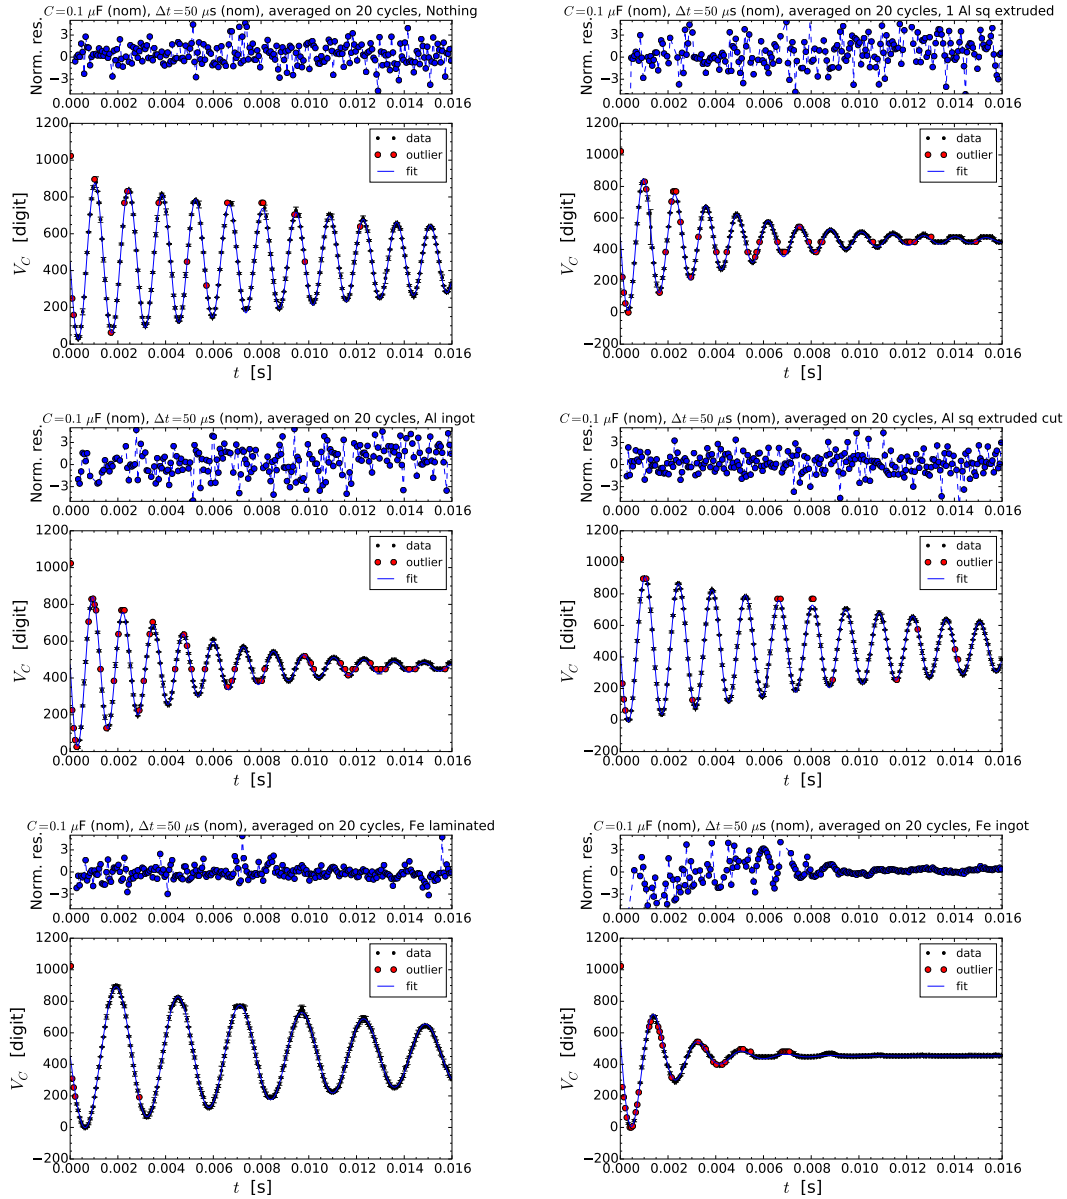 C=0.1 μF (nom), Δt=50 μs (nom), averaged on 20 cycles, Nothing
Norm. res.
3
0
−3
0.000 0.002 0.004 0.006 0.008 0.010 0.012 0.014 0.016
V_C [digit]
1200
1000
800
600
400
200
0
data
outlier
fit
0.000 0.002 0.004 0.006 0.008 0.010 0.012 0.014 0.016
t [s]
C=0.1 μF (nom), Δt=50 μs (nom), averaged on 20 cycles, 1 Al sq extruded
Norm. res.
3
0
−3
0.000 0.002 0.004 0.006 0.008 0.010 0.012 0.014 0.016
V_C [digit]
1200
1000
800
600
400
200
0
−200
data
outlier
fit
0.000 0.002 0.004 0.006 0.008 0.010 0.012 0.014 0.016
t [s]
C=0.1 μF (nom), Δt=50 μs (nom), averaged on 20 cycles, Al ingot
Norm. res.
3
0
−3
0.000 0.002 0.004 0.006 0.008 0.010 0.012 0.014 0.016
V_C [digit]
1200
1000
800
600
400
200
0
data
outlier
fit
0.000 0.002 0.004 0.006 0.008 0.010 0.012 0.014 0.016
t [s]
C=0.1 μF (nom), Δt=50 μs (nom), averaged on 20 cycles, Al sq extruded cut
Norm. res.
3
0
−3
0.000 0.002 0.004 0.006 0.008 0.010 0.012 0.014 0.016
V_C [digit]
1200
1000
800
600
400
200
0
−200
data
outlier
fit
0.000 0.002 0.004 0.006 0.008 0.010 0.012 0.014 0.016
t [s]
C=0.1 μF (nom), Δt=50 μs (nom), averaged on 20 cycles, Fe laminated
Norm. res.
3
0
−3
0.000 0.002 0.004 0.006 0.008 0.010 0.012 0.014 0.016
V_C [digit]
1200
1000
800
600
400
200
0
−200
data
outlier
fit
0.000 0.002 0.004 0.006 0.008 0.010 0.012 0.014 0.016
t [s]
C=0.1 μF (nom), Δt=50 μs (nom), averaged on 20 cycles, Fe ingot
Norm. res.
3
0
−3
0.000 0.002 0.004 0.006 0.008 0.010 0.012 0.014 0.016
V_C [digit]
1200
1000
800
600
400
200
0
−200
data
outlier
fit
0.000 0.002 0.004 0.006 0.008 0.010 0.012 0.014 0.016
t [s]